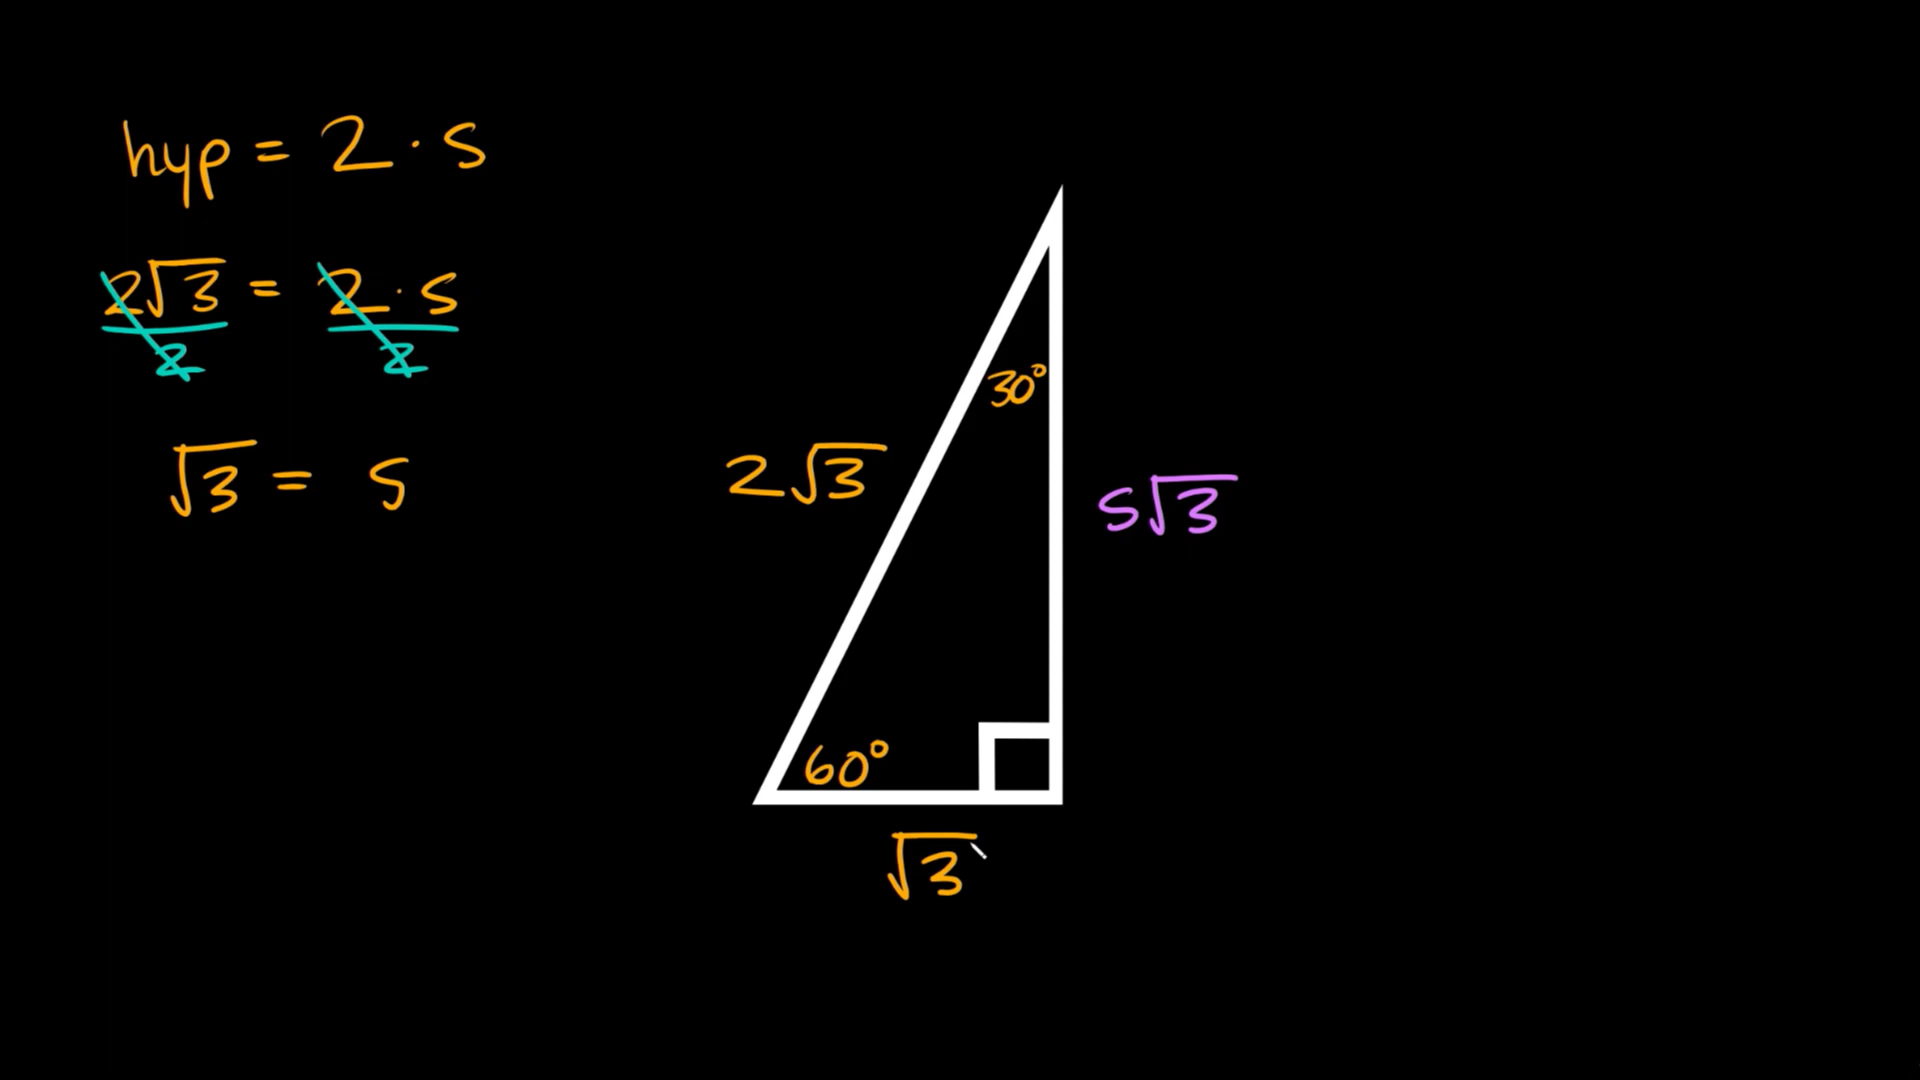 hyp = 2 · s
2√3 = 2 · s
2 2
√3 = s
30°
2√3
s√3
60°
√3